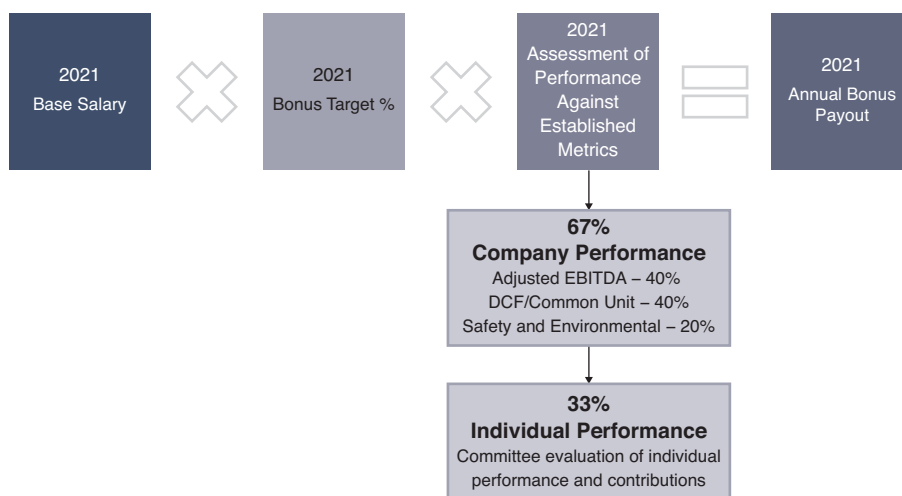 2021
Base Salary
2021
Bonus Target %
2021
Assessment of
Performance
Against
Established
Metrics
2021
Annual Bonus
Payout
67%
Company Performance
Adjusted EBITDA – 40%
DCF/Common Unit – 40%
Safety and Environmental – 20%
33%
Individual Performance
Committee evaluation of individual
performance and contributions